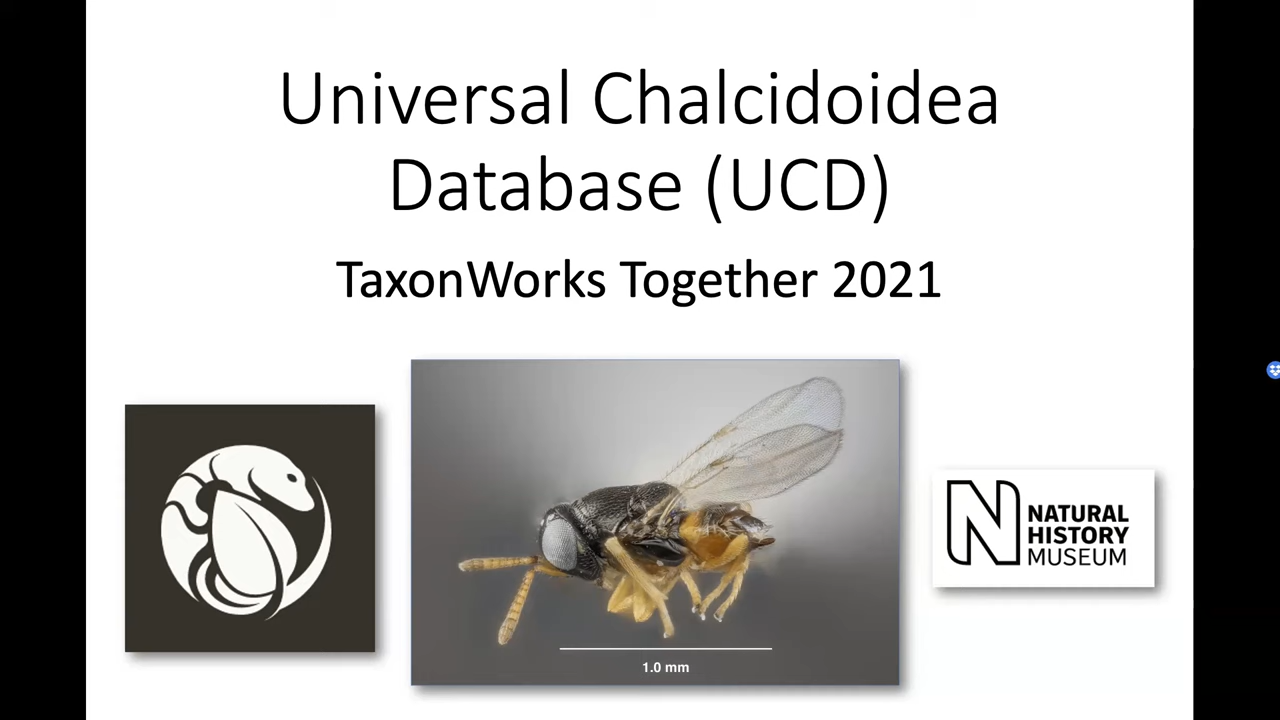 Universal Chalcidoidea
Database (UCD)
TaxonWorks Together 2021
1.0 mm
N NATURAL
HISTORY
MUSEUM